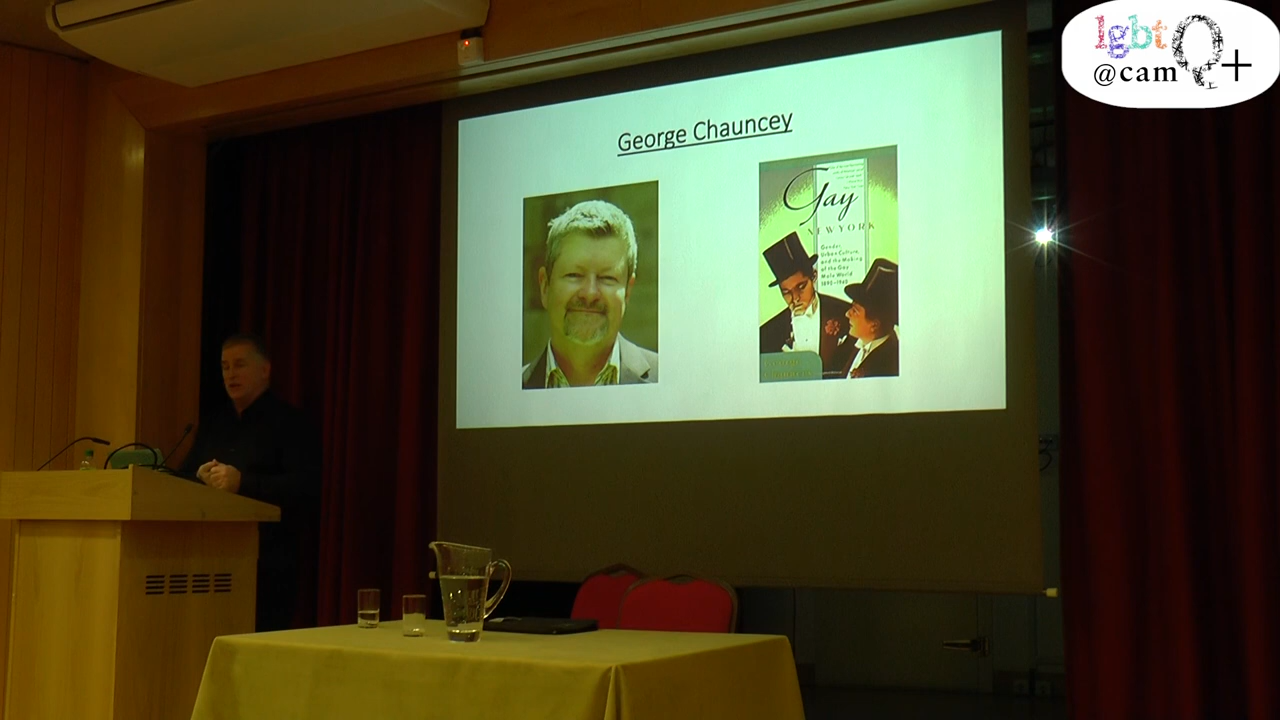 lgbt
@cam Q+
George Chauncey
Gay
NEW YORK
Gender,
Urban Culture,
and the Making
of the Gay
Male World
1890–1940